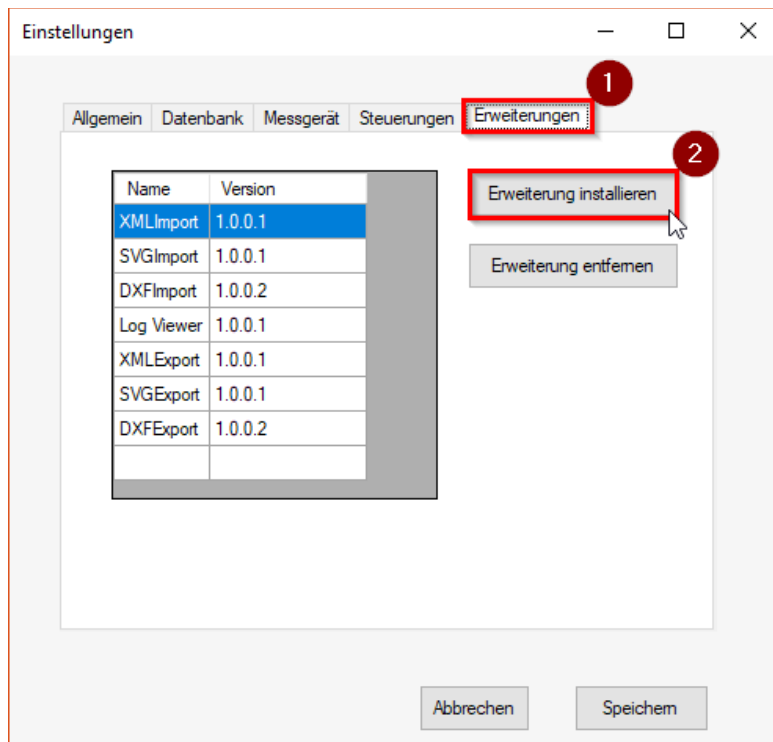 Einstellungen
1
Allgemein Datenbank Messgerät Steuerungen Erweiterungen
2
Name Version
XMLImport 1.0.0.1
SVGImport 1.0.0.1
DXFImport 1.0.0.2
Log Viewer 1.0.0.1
XMLExport 1.0.0.1
SVGExport 1.0.0.1
DXFExport 1.0.0.2
Erweiterung installieren
Erweiterung entfernen
Abbrechen Speichern